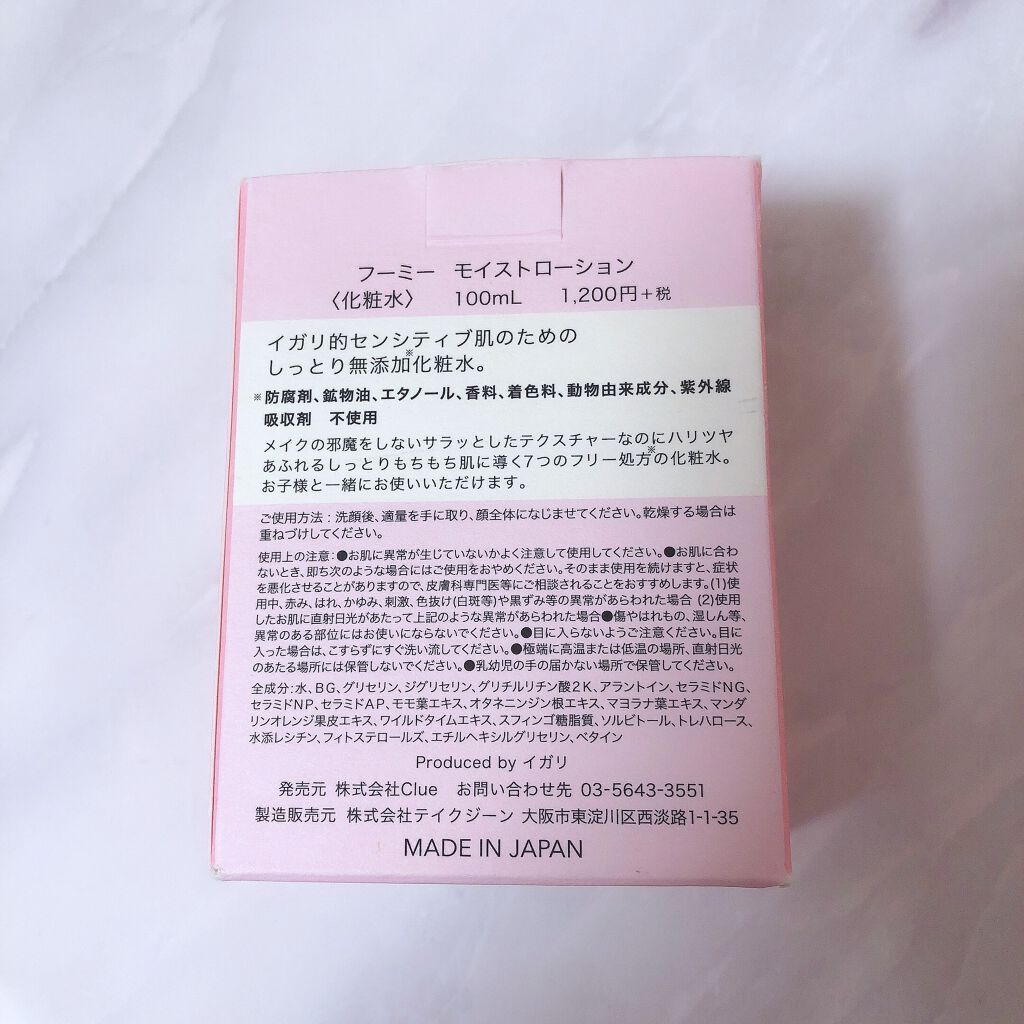 フーミー　モイストローション
〈化粧水〉　100mL　1,200円+税
イガリ的センシティブ肌のための
しっとり無添加※化粧水。
※防腐剤、鉱物油、エタノール、香料、着色料、動物由来成分、紫外線
吸収剤　不使用
メイクの邪魔をしないサラッとしたテクスチャーなのにハリツヤ
あふれるしっとりもちもち肌に導く7つのフリー処方※の化粧水。
お子様と一緒にお使いいただけます。
ご使用方法：洗顔後、適量を手に取り、顔全体になじませてください。乾燥する場合は
重ねづけしてください。
使用上の注意：●お肌に異常が生じていないかよく注意して使用してください。●お肌に合わ
ないとき、即ち次のような場合にはご使用をおやめください。そのまま使用を続けますと、症状
を悪化させることがありますので、皮膚科専門医等にご相談されることをおすすめします。(1)使
用中、赤み、はれ、かゆみ、刺激、色抜け(白斑等)や黒ずみ等の異常があらわれた場合 (2)使用
したお肌に直射日光があたって上記のような異常があらわれた場合●傷やはれもの、湿しん等、
異常のある部位にはお使いにならないでください。●目に入らないようご注意ください。目に
入った場合は、こすらずにすぐ洗い流してください。●極端に高温または低温の場所、直射日光
のあたる場所には保管しないでください。●乳幼児の手の届かない場所で保管してください。
全成分：水、BG、グリセリン、ジグリセリン、グリチルリチン酸2K、アラントイン、セラミドNG、
セラミドNP、セラミドAP、モモ葉エキス、オタネニンジン根エキス、マヨラナ葉エキス、マンダ
リンオレンジ果皮エキス、ワイルドタイムエキス、スフィンゴ糖脂質、ソルビトール、トレハロース、
水添レシチン、フィトステロールズ、エチルヘキシルグリセリン、ベタイン
Produced by イガリ
発売元 株式会社Clue　お問い合わせ先 03-5643-3551
製造販売元 株式会社テイクジーン 大阪市東淀川区西淡路1-1-35
MADE IN JAPAN